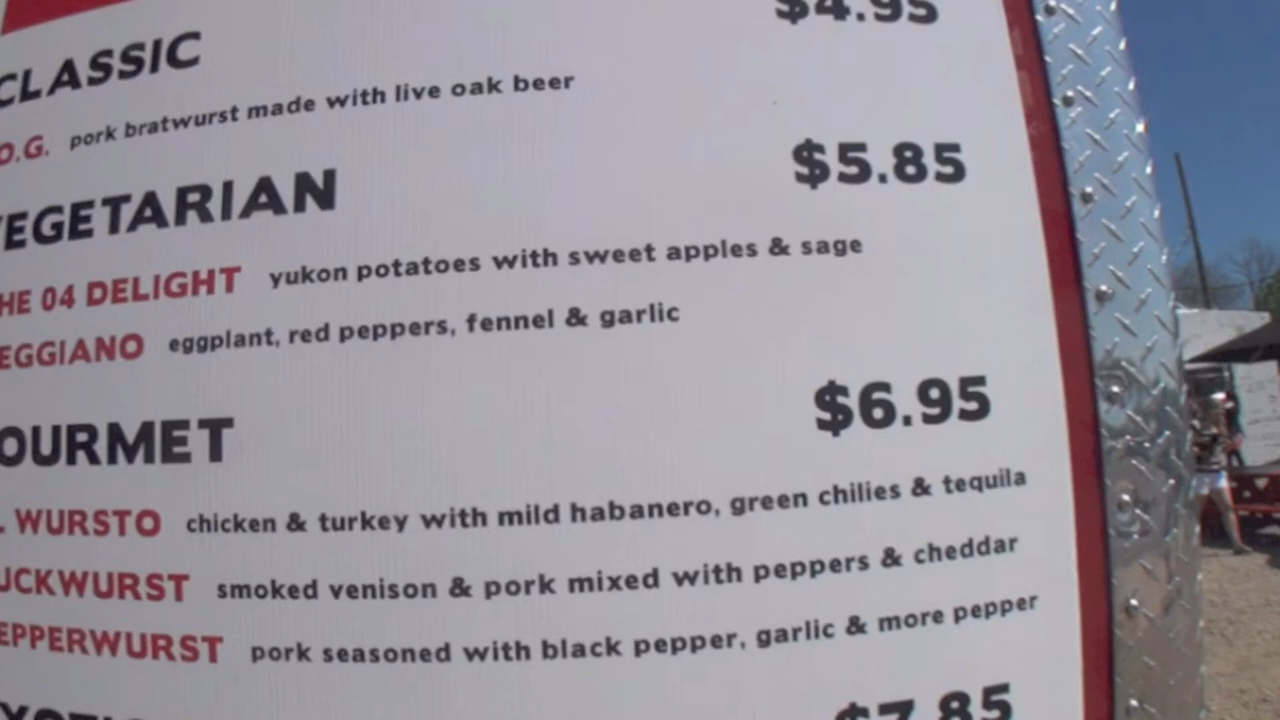 $4.95
CLASSIC
O.G. pork bratwurst made with live oak beer
$5.85
VEGETARIAN
HE 04 DELIGHT yukon potatoes with sweet apples & sage
EGGIANO eggplant, red peppers, fennel & garlic
$6.95
OURMET
WURSTO chicken & turkey with mild habanero, green chilies & tequila
UCKWURST smoked venison & pork mixed with peppers & cheddar
EPPERWURST pork seasoned with black pepper, garlic & more pepper
$7.85